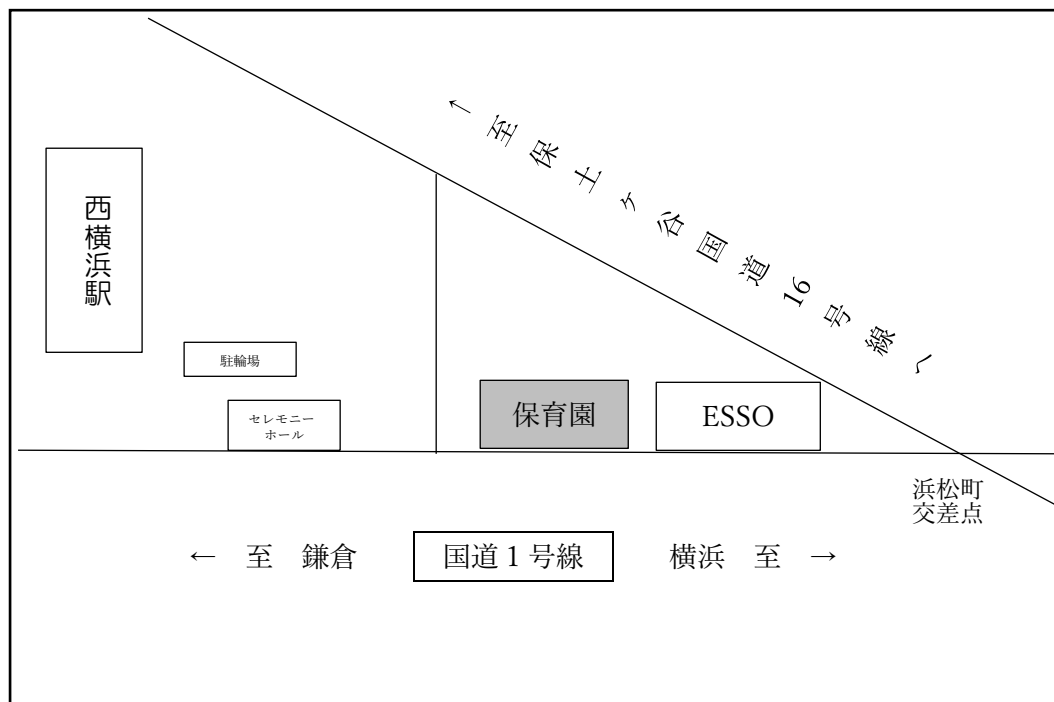 ↑至保土ヶ谷国道16号線へ
西横浜駅
駐輪場
セレモニー
ホール
保育園
ESSO
浜松町
交差点
← 至 鎌倉
国道1号線
横浜 至 →